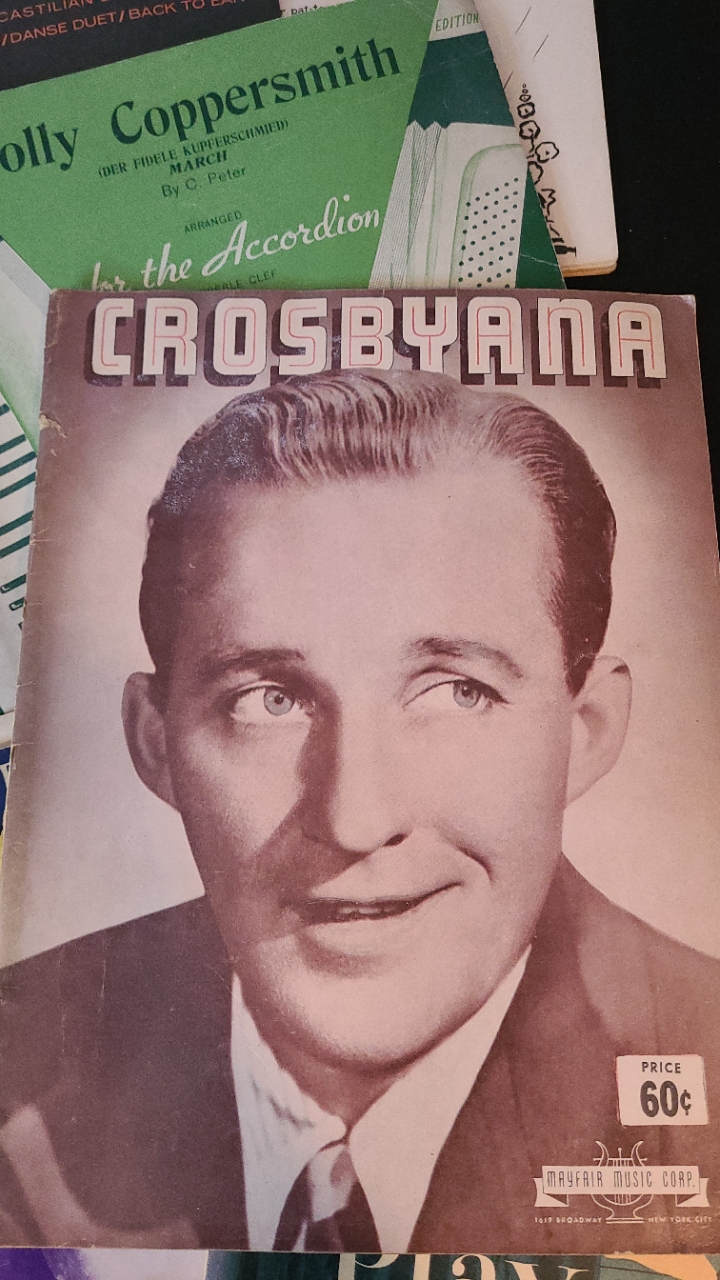 /DANSE DUET/BACK TO
EDITION
olly Coppersmith
(DER FIDELE KUPFERSCHMIED)
MARCH
By C. Peter
ARRANGED
for the Accordion
CLEF
CROSBYANA
PRICE
60¢
MAYFAIR MUSIC CORP.
1619 BROADWAY NEW YORK CITY